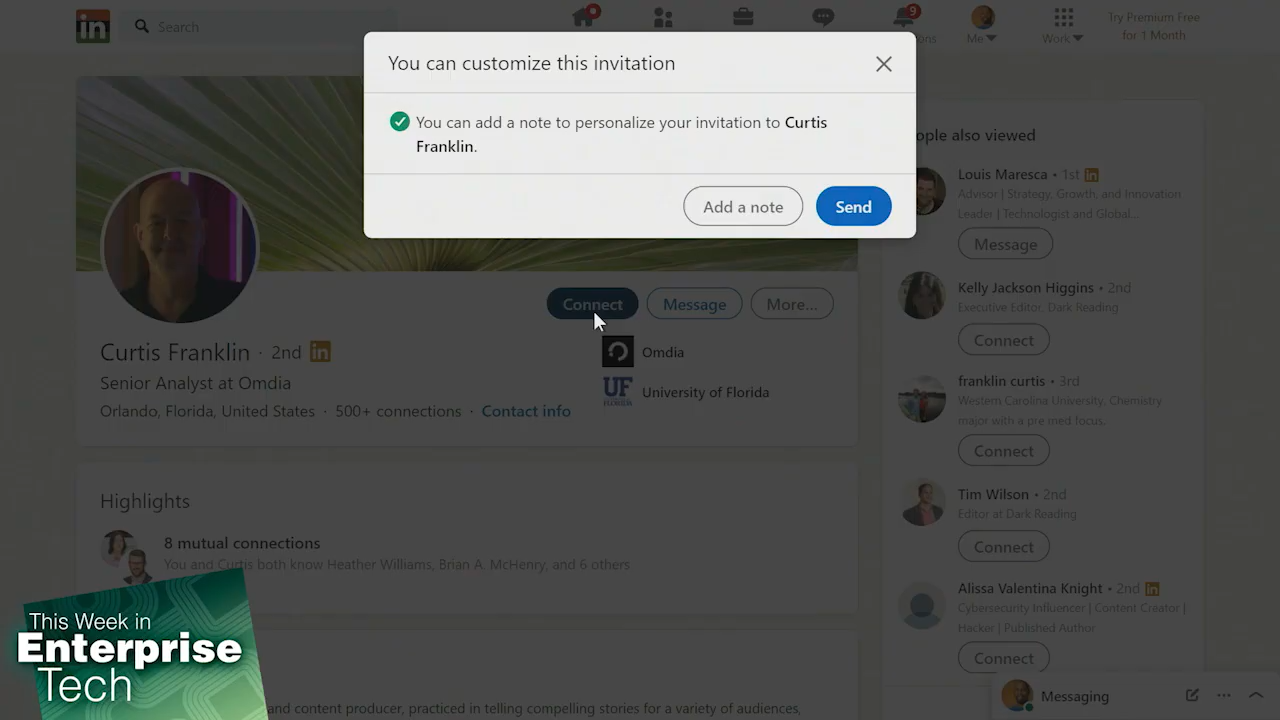 in
Search
9
ons
Me
Work
Try Premium Free
for 1 Month
You can customize this invitation
You can add a note to personalize your invitation to Curtis
Franklin.
Add a note
Send
Connect
Message
More...
Curtis Franklin · 2nd in
Senior Analyst at Omdia
Orlando, Florida, United States · 500+ connections · Contact info
Omdia
UF
FLORIDA
University of Florida
Highlights
8 mutual connections
You and Curtis both know Heather Williams, Brian A. McHenry, and 6 others
and content producer, practiced in telling compelling stories for a variety of audiences,
This Week in
Enterprise
Tech
ople also viewed
Louis Maresca • 1st in
Advisor | Strategy, Growth, and Innovation
Leader | Technologist and Global...
Message
Kelly Jackson Higgins • 2nd
Executive Editor, Dark Reading
Connect
franklin curtis • 3rd
Western Carolina University, Chemistry
major with a pre med focus.
Connect
Tim Wilson • 2nd
Editor at Dark Reading
Connect
Alissa Valentina Knight • 2nd in
Cybersecurity Influencer | Content Creator |
Hacker | Published Author
Connect
Messaging